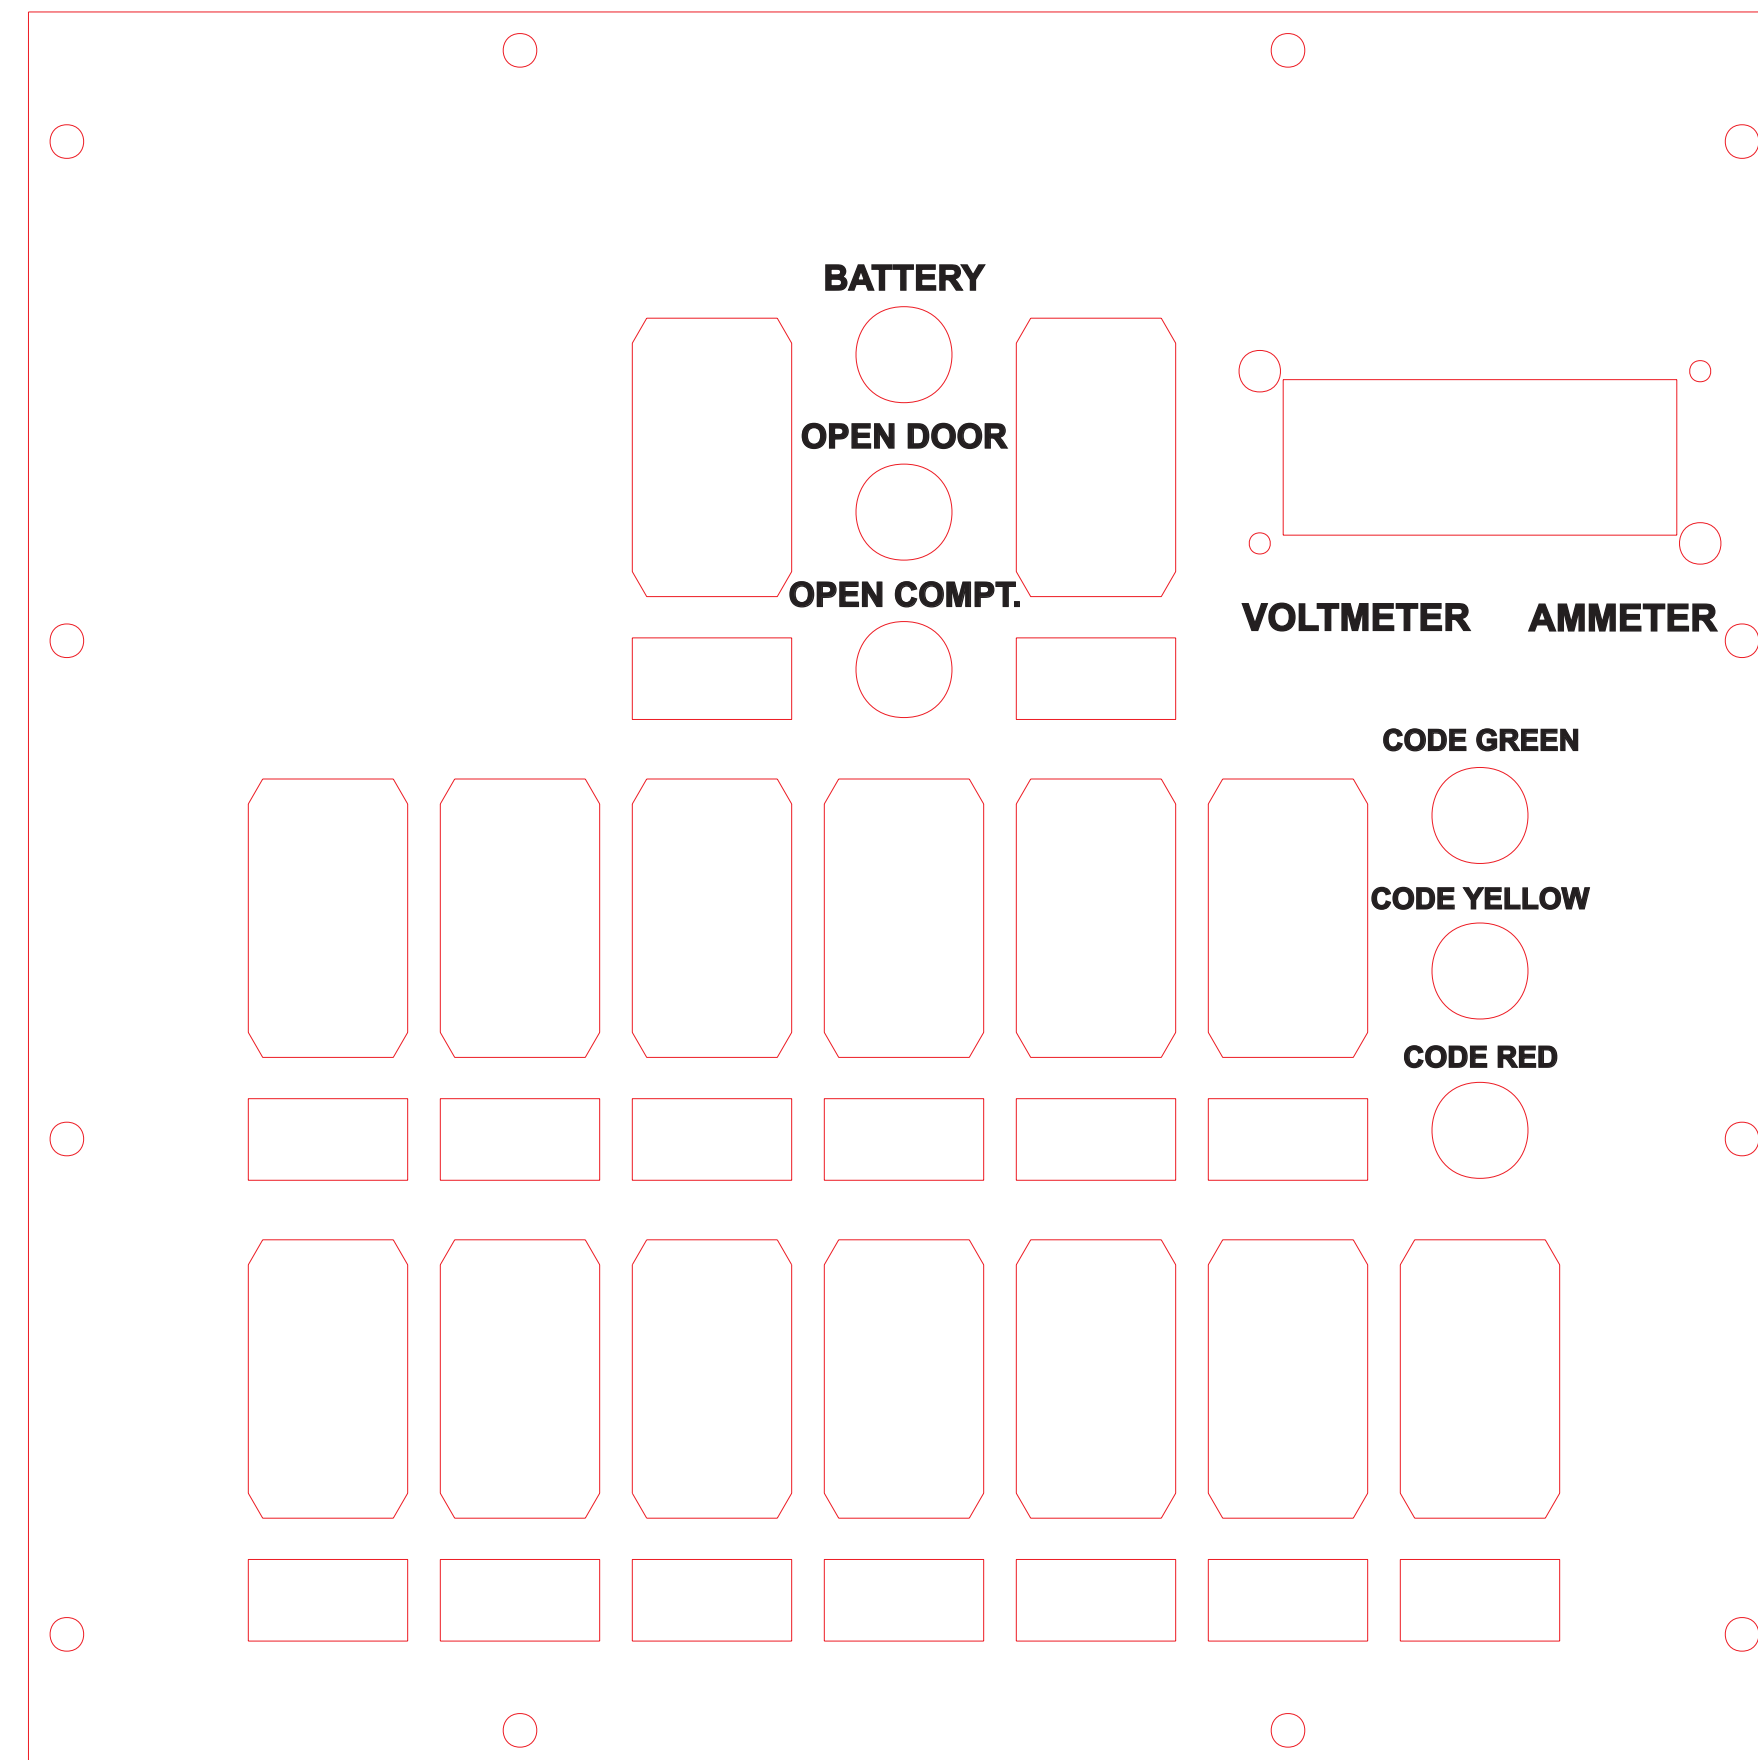 BATTERY
OPEN DOOR
OPEN COMPT.
VOLTMETER
AMMETER
CODE GREEN
CODE YELLOW
CODE RED